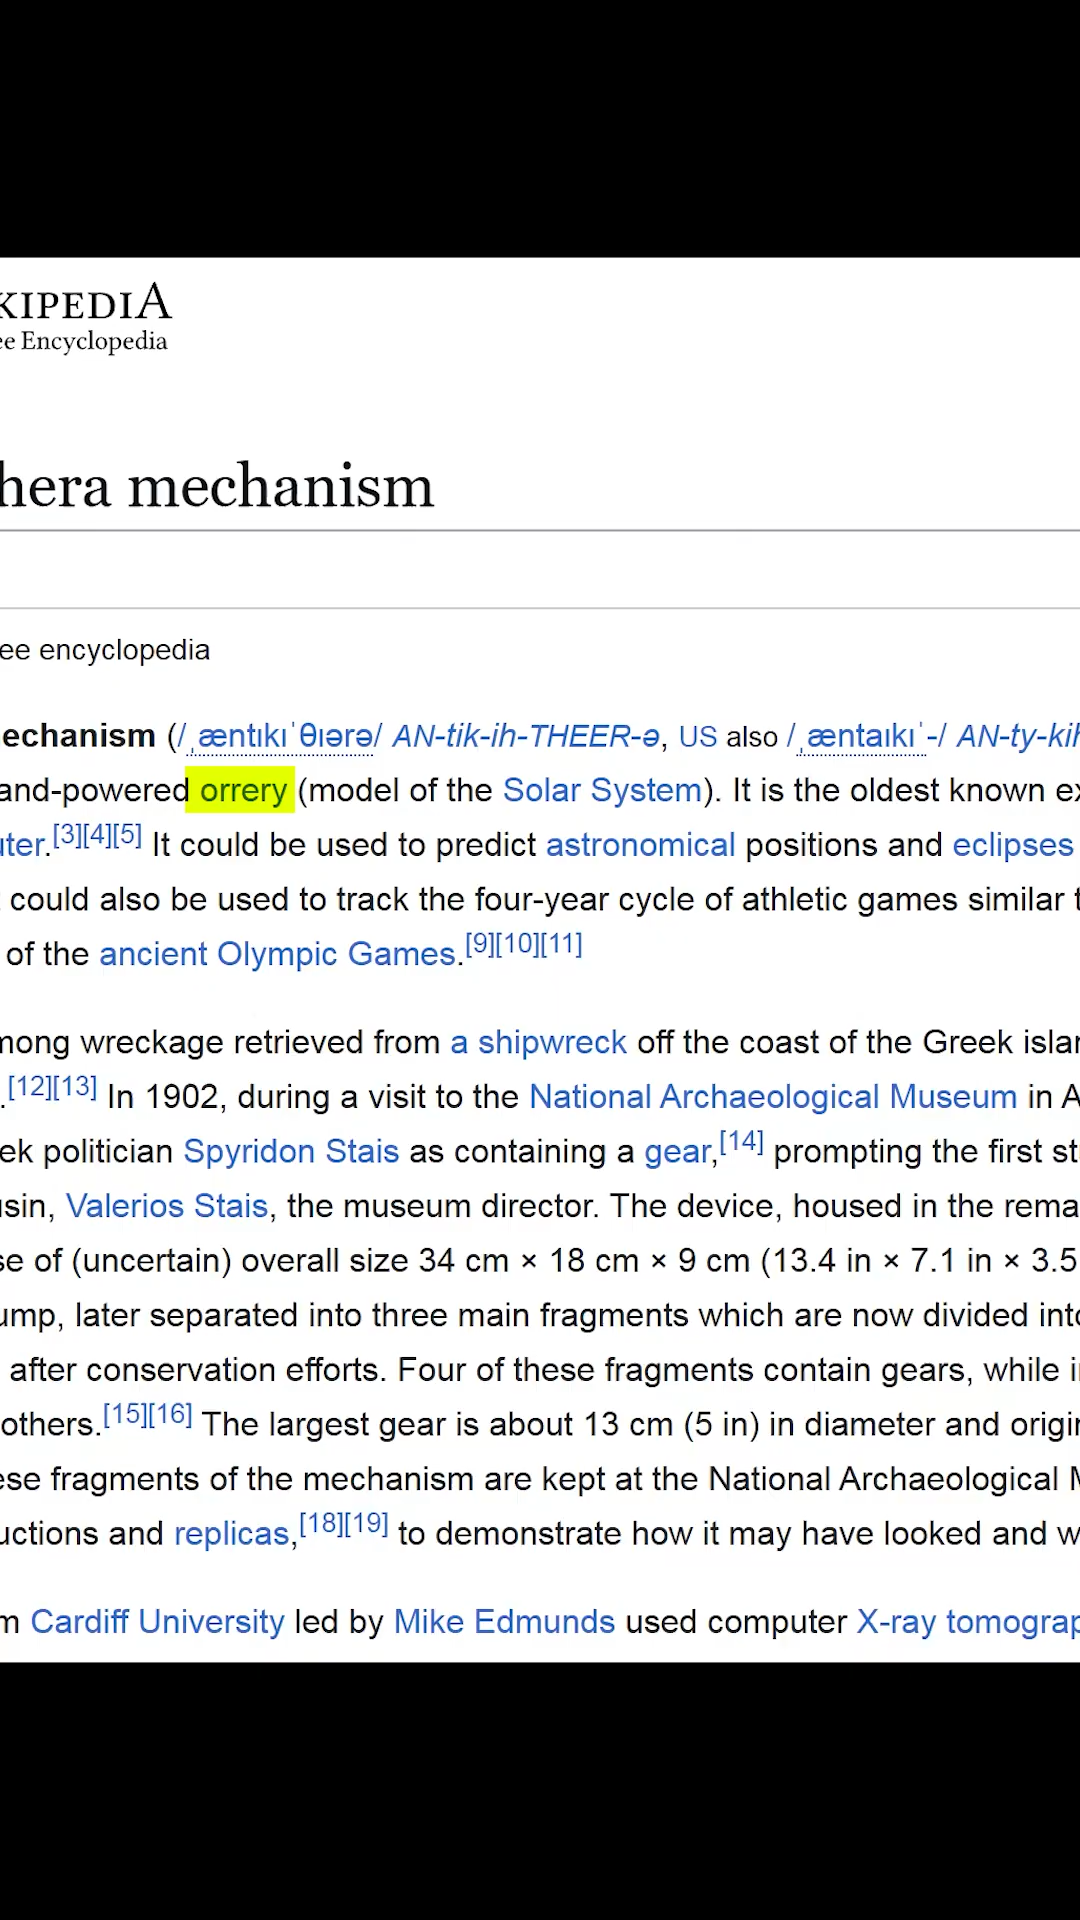 KIPEDIA
ee Encyclopedia
hera mechanism
ee encyclopedia
echanism (/ˌæntɪkɪˈθɪərə/ AN-tik-ih-THEER-ə, US also /ˌæntaɪkɪˈ-/ AN-ty-kih
and-powered orrery (model of the Solar System). It is the oldest known ex
uter.[3][4][5] It could be used to predict astronomical positions and eclipses
could also be used to track the four-year cycle of athletic games similar t
of the ancient Olympic Games.[9][10][11]
mong wreckage retrieved from a shipwreck off the coast of the Greek islan
.[12][13] In 1902, during a visit to the National Archaeological Museum in A
ek politician Spyridon Stais as containing a gear,[14] prompting the first st
usin, Valerios Stais, the museum director. The device, housed in the rema
se of (uncertain) overall size 34 cm × 18 cm × 9 cm (13.4 in × 7.1 in × 3.5
ump, later separated into three main fragments which are now divided into
after conservation efforts. Four of these fragments contain gears, while i
others.[15][16] The largest gear is about 13 cm (5 in) in diameter and origin
ese fragments of the mechanism are kept at the National Archaeological M
uctions and replicas,[18][19] to demonstrate how it may have looked and w
m Cardiff University led by Mike Edmunds used computer X-ray tomograp